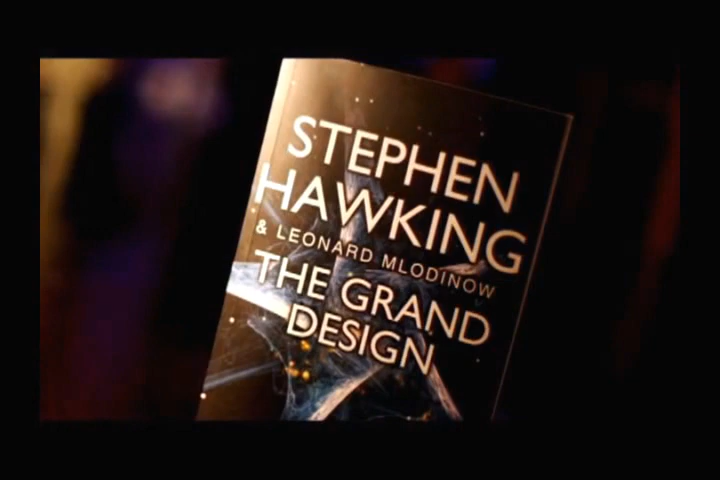 STEPHEN
HAWKING
& LEONARD MLODINOW
THE GRAND
DESIGN